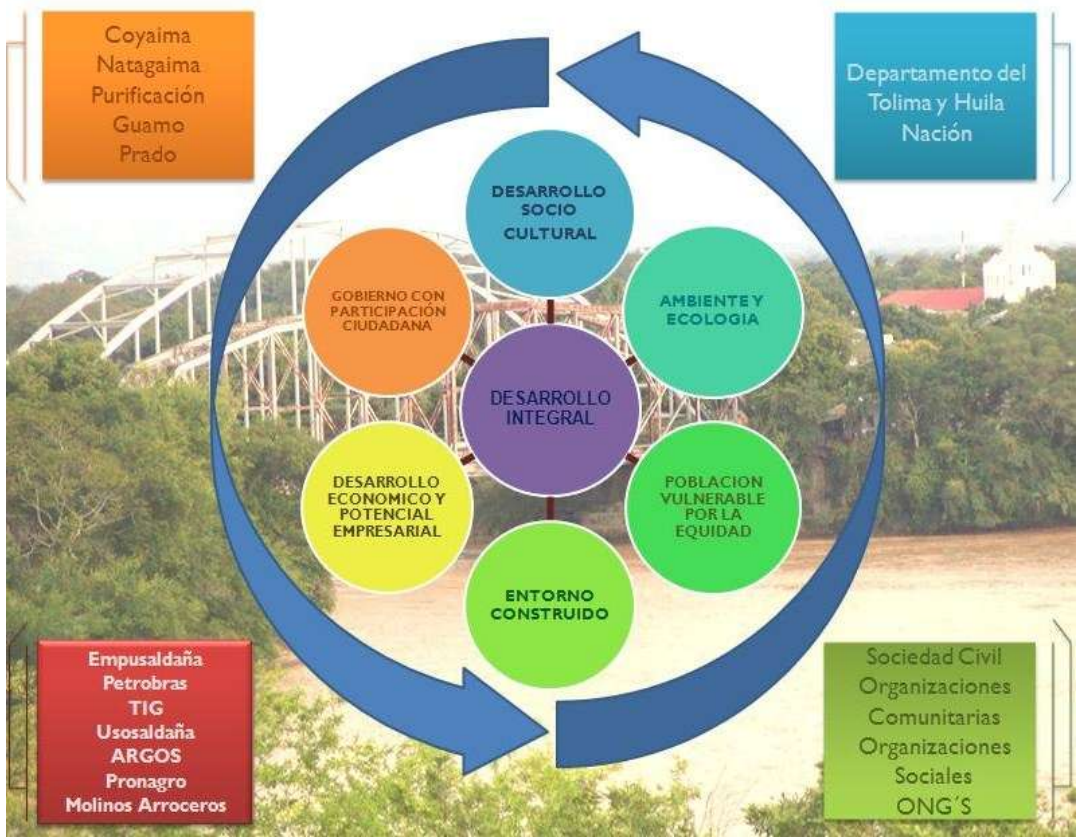 Coyaima
Natagaima
Purificación
Guamo
Prado
Departamento del
Tolima y Huila
Nación
DESARROLLO
SOCIO
CULTURAL
GOBIERNO CON
PARTICIPACIÓN
CIUDADANA
AMBIENTE Y
ECOLOGIA
DESARROLLO
INTEGRAL
DESARROLLO
ECONOMICO Y
POTENCIAL
EMPRESARIAL
POBLACION
VULNERABLE
POR LA
EQUIDAD
ENTORNO
CONSTRUIDO
Empusaldaña
Petrobras
TIG
Usosaldaña
ARGOS
Pronagro
Molinos Arroceros
Sociedad Civil
Organizaciones
Comunitarias
Organizaciones
Sociales
ONG´S